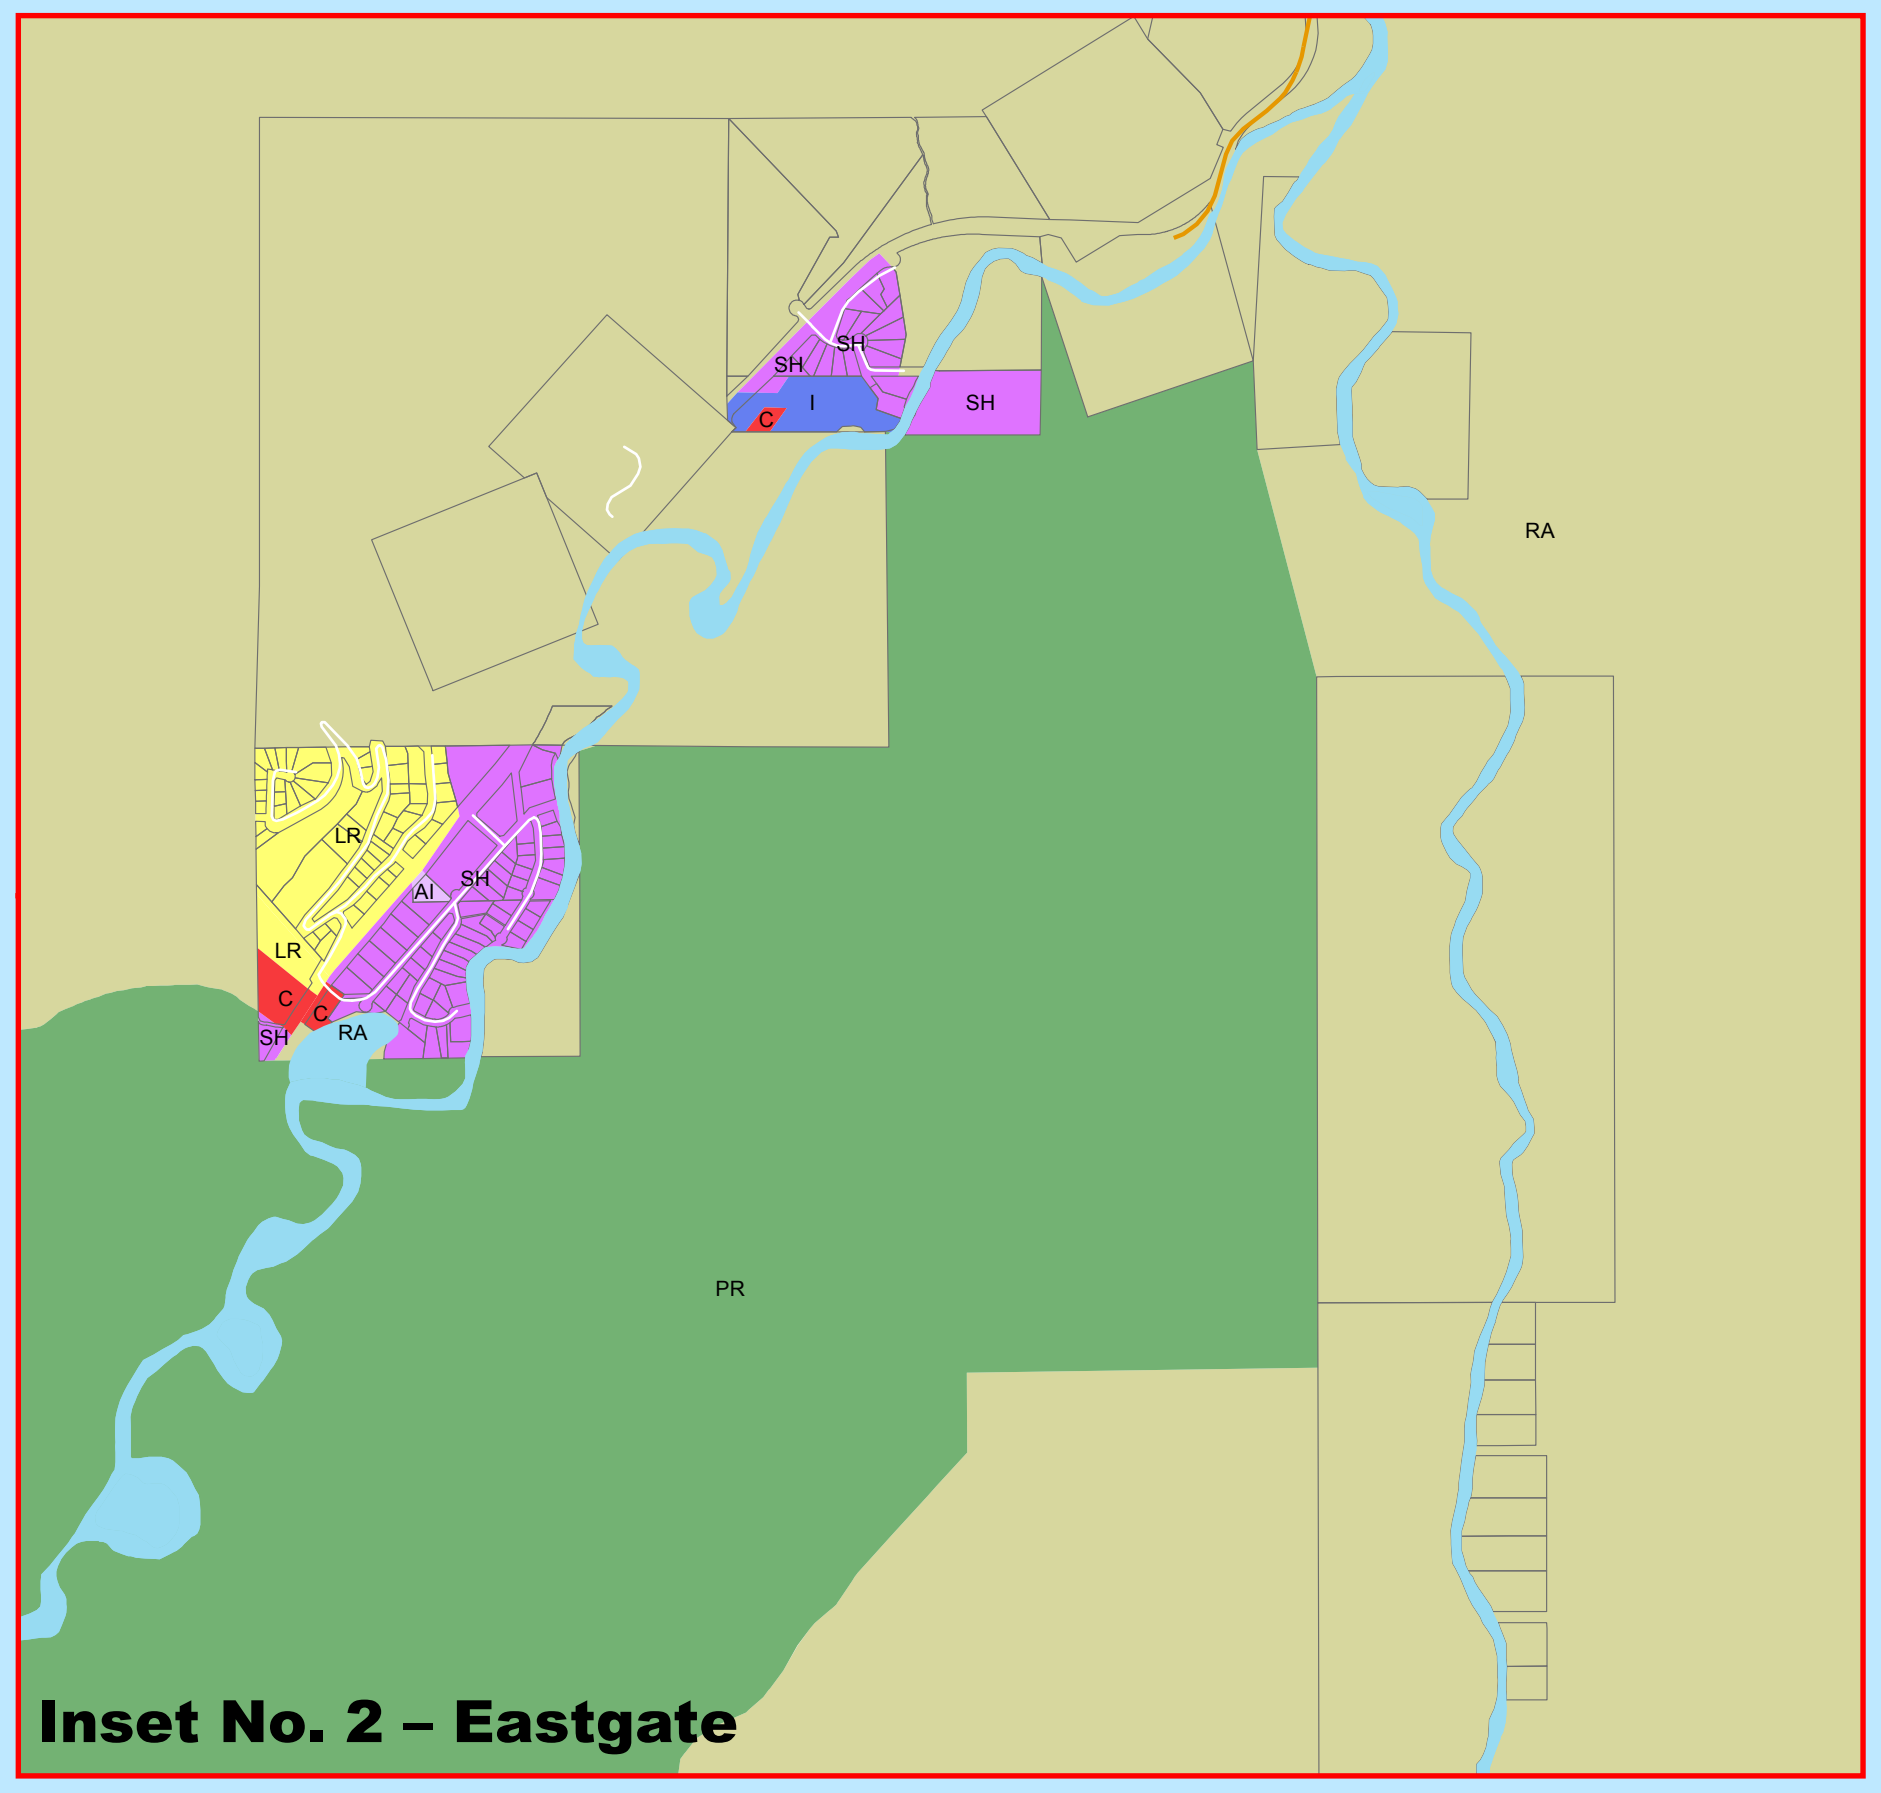 SH
SH
I
SH
C
RA
LR
SH
AI
LR
C
C
RA
SH
PR
Inset No. 2 – Eastgate